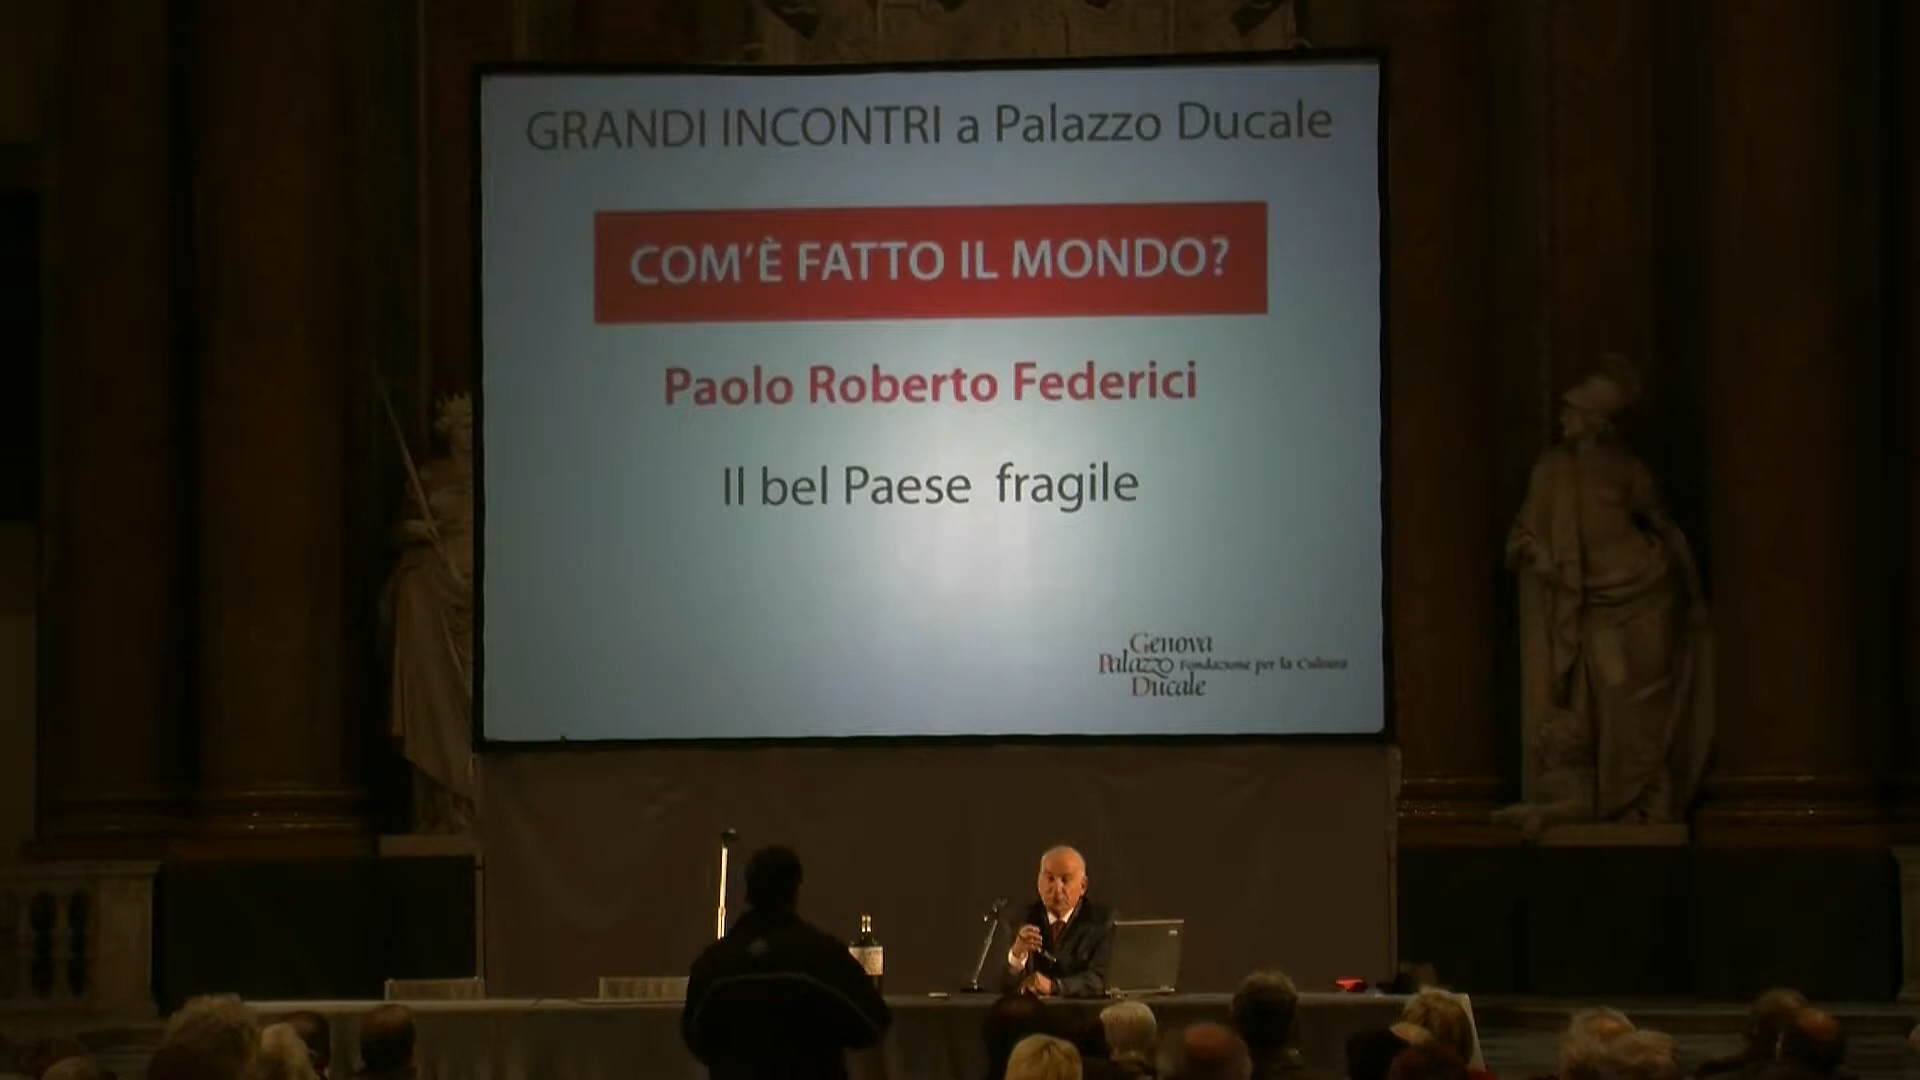 GRANDI INCONTRI a Palazzo Ducale
COM'È FATTO IL MONDO?
Paolo Roberto Federici
Il bel Paese fragile
Genova
Palazzo Fondazione per la Cultura
Ducale